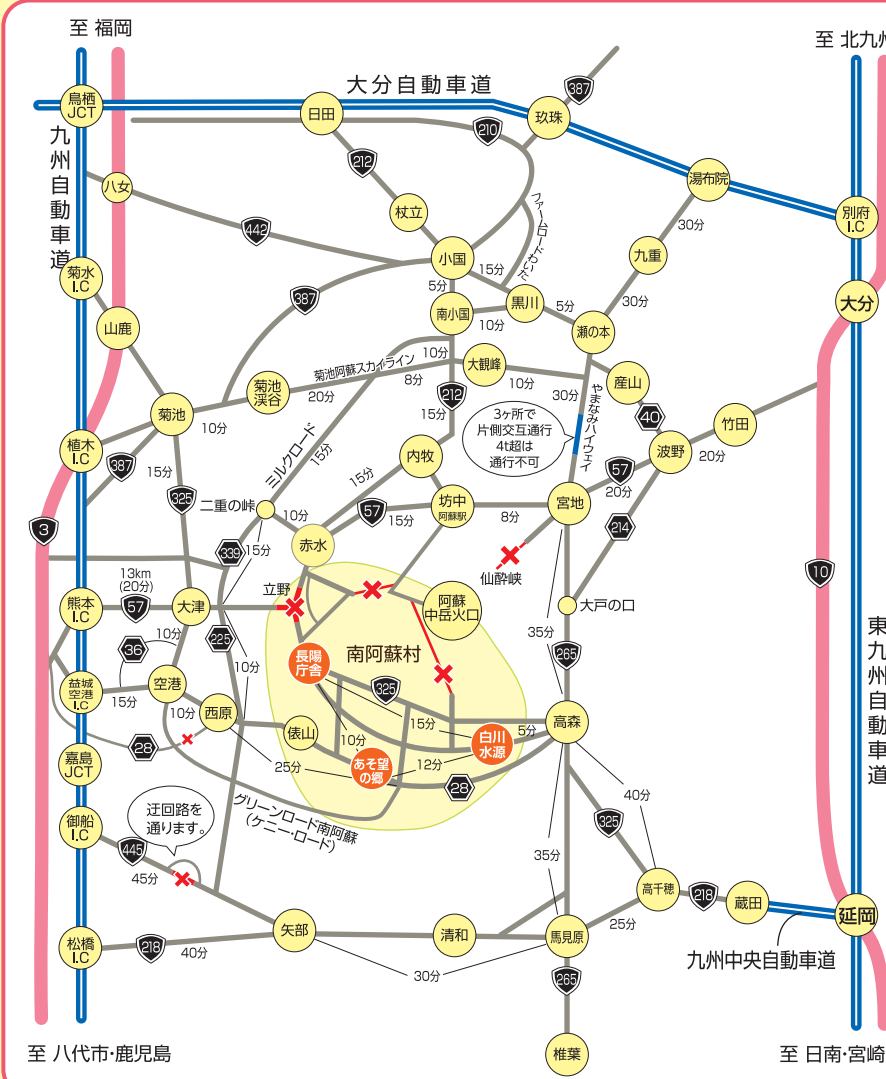 至 福岡
至 北九州
大分自動車道
387
鳥栖
JCT
日田
玖珠
210
九州自動車道
212
八女
湯布院
杖立
ファームロードわいた
別府
I.C
442
30分
小国
九重
菊水
I.C
15分
5分
387
黒川
5分
30分
大分
南小国
10分
山鹿
瀬の本
10分
菊池阿蘇スカイライン
大観峰
菊池
渓谷
8分
10分
産山
20分
30分
やまなみハイウェイ
212
菊池
40
竹田
10分
15分
3ヶ所で
片側交互通行
4t超は
通行不可
植木
I.C
ミルクロード
15分
内牧
波野
387
15分
15分
57
20分
20分
325
二重の峠
10分
坊中
阿蘇駅
宮地
57
15分
8分
3
214
赤水
339
15分
仙酔峡
10
13km
(20分)
立野
熊本
I.C
57
大津
阿蘇
中岳火口
大戸の口
東九州自動車道
10分
225
35分
36
長陽
庁舎
南阿蘇村
265
10分
益城
空港
I.C
空港
325
15分
10分
西原
15分
5分
高森
俵山
10分
白川
水源
28
あそ望
の郷
12分
嘉島
JCT
25分
28
40分
グリーンロード南阿蘇
(ケニー・ロード)
迂回路を
通ります。
御船
I.C
325
445
35分
45分
高千穂
218
蔵田
延岡
矢部
清和
馬見原
25分
松橋
I.C
218
40分
九州中央自動車道
30分
265
至 八代市・鹿児島
椎葉
至 日南・宮崎